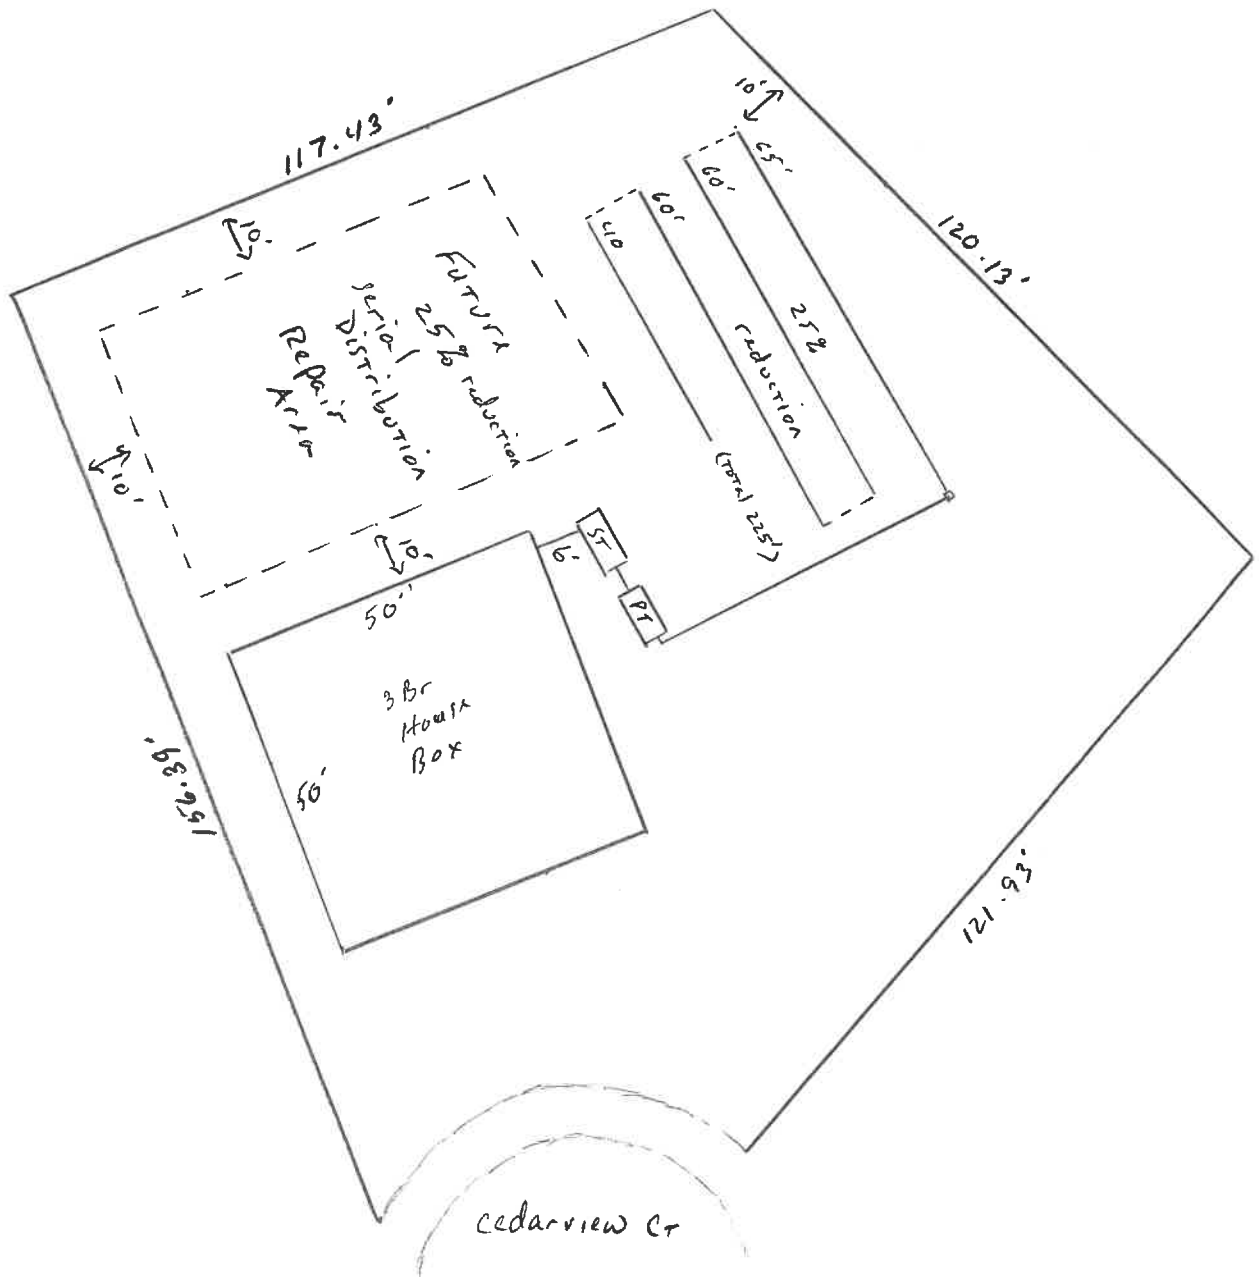 117.43'
10'
10'
120.13'
65'
60'
60'
40
25%
reduction
(Total 225')
Future
25% reduction
serial
Distribution
Repair
Area
10'
10'
6'
ST
PT
50'
3 Br
House
Box
50'
156.39'
121.93'
cedarview CT